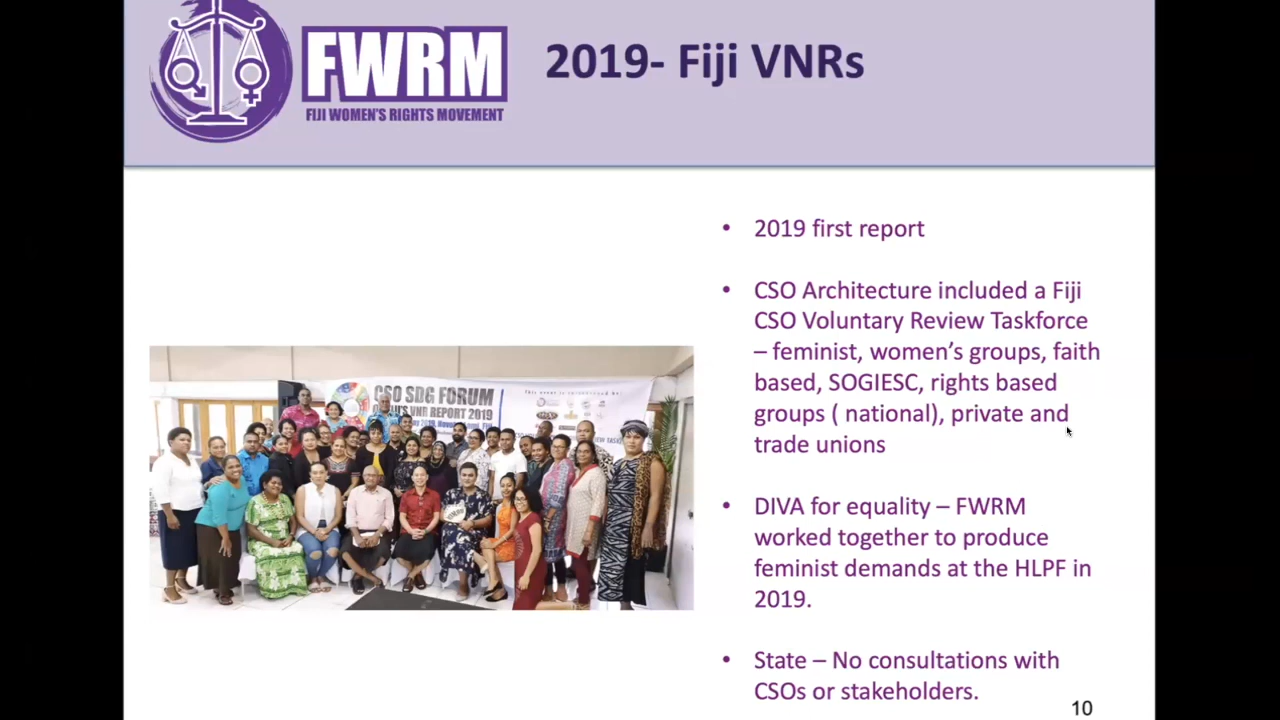 FWRM
FIJI WOMEN'S RIGHTS MOVEMENT
2019- Fiji VNRs
• 2019 first report
• CSO Architecture included a Fiji
CSO Voluntary Review Taskforce
– feminist, women's groups, faith
based, SOGIESC, rights based
groups ( national), private and
trade unions
• DIVA for equality – FWRM
worked together to produce
feminist demands at the HLPF in
2019.
• State – No consultations with
CSOs or stakeholders.
CSO SDG FORUM
VNR REPORT 2019
This event is
10